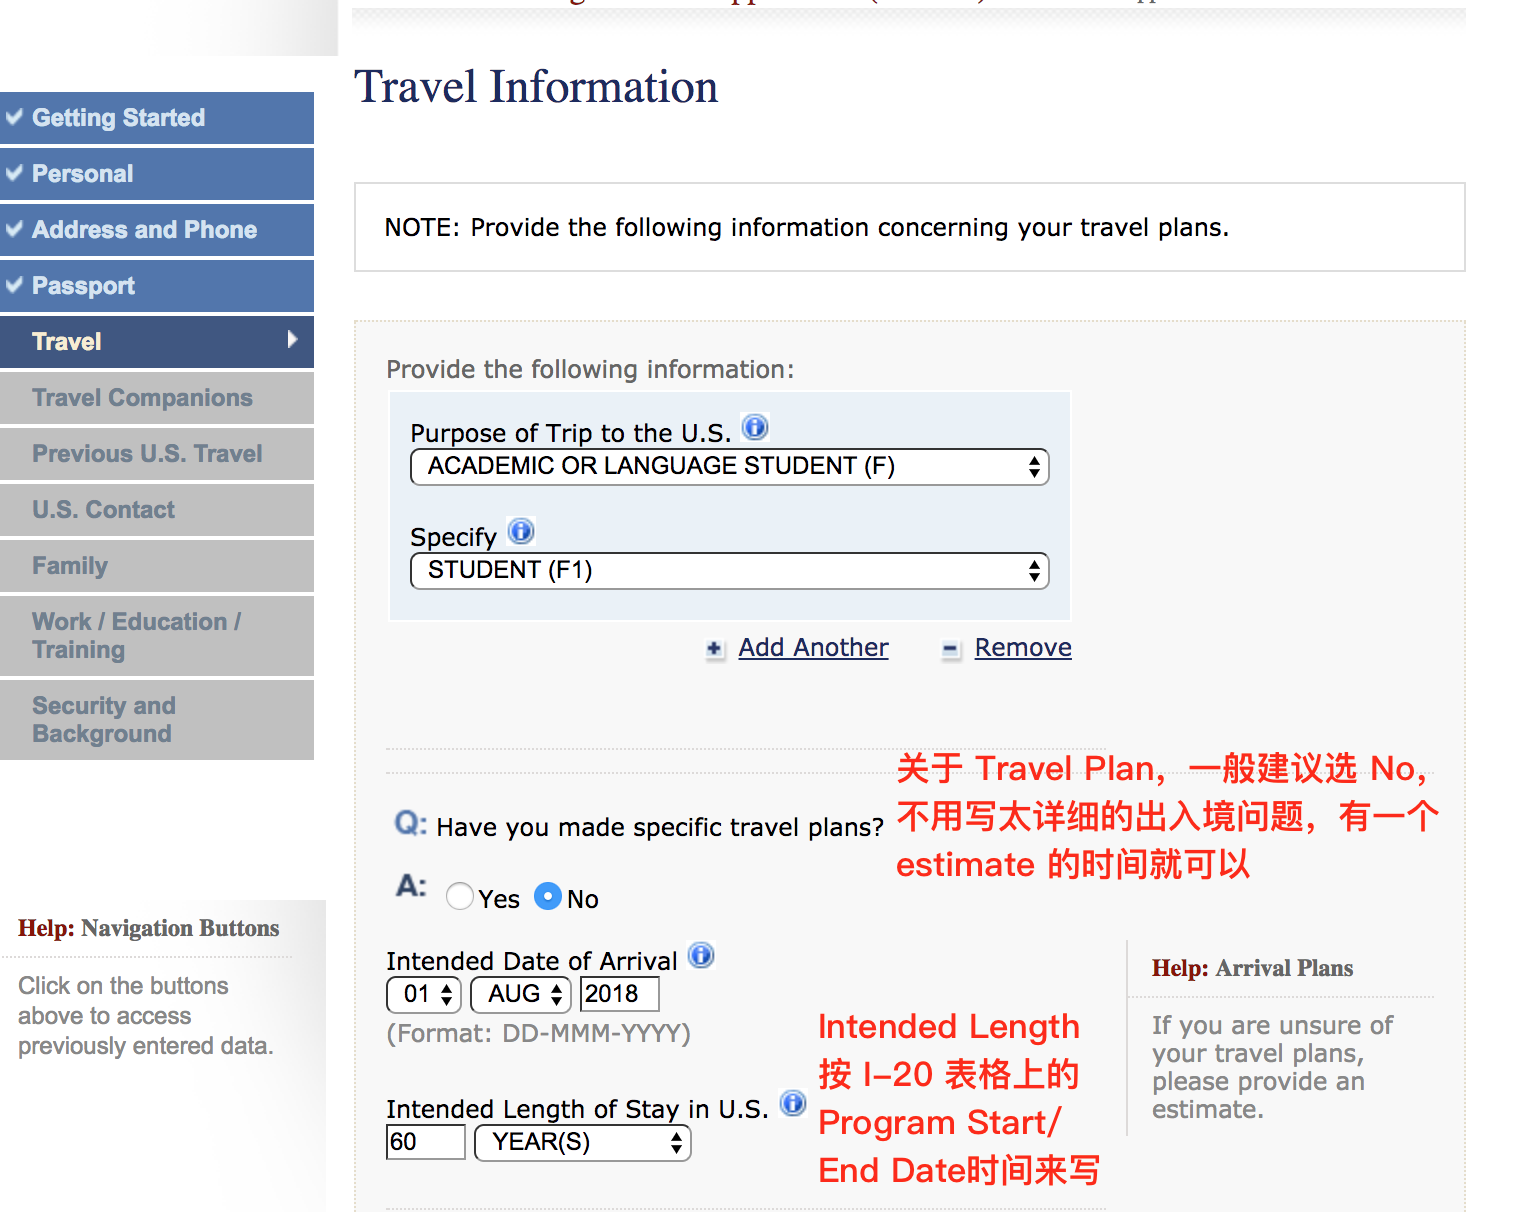 Travel Information
Getting Started
Personal
Address and Phone
Passport
Travel
Travel Companions
Previous U.S. Travel
U.S. Contact
Family
Work / Education /
Training
Security and
Background
Help: Navigation Buttons
Click on the buttons
above to access
previously entered data.
NOTE: Provide the following information concerning your travel plans.
Provide the following information:
Purpose of Trip to the U.S.
ACADEMIC OR LANGUAGE STUDENT (F)
Specify
STUDENT (F1)
Add Another
Remove
关于 Travel Plan，一般建议选 No，
不用写太详细的出入境问题，有一个
estimate 的时间就可以
Q: Have you made specific travel plans?
A: Yes No
Intended Date of Arrival
01 AUG 2018
(Format: DD-MMM-YYYY)
Intended Length of Stay in U.S.
60 YEAR(S)
Intended Length
按 I-20 表格上的
Program Start/
End Date时间来写
Help: Arrival Plans
If you are unsure of
your travel plans,
please provide an
estimate.